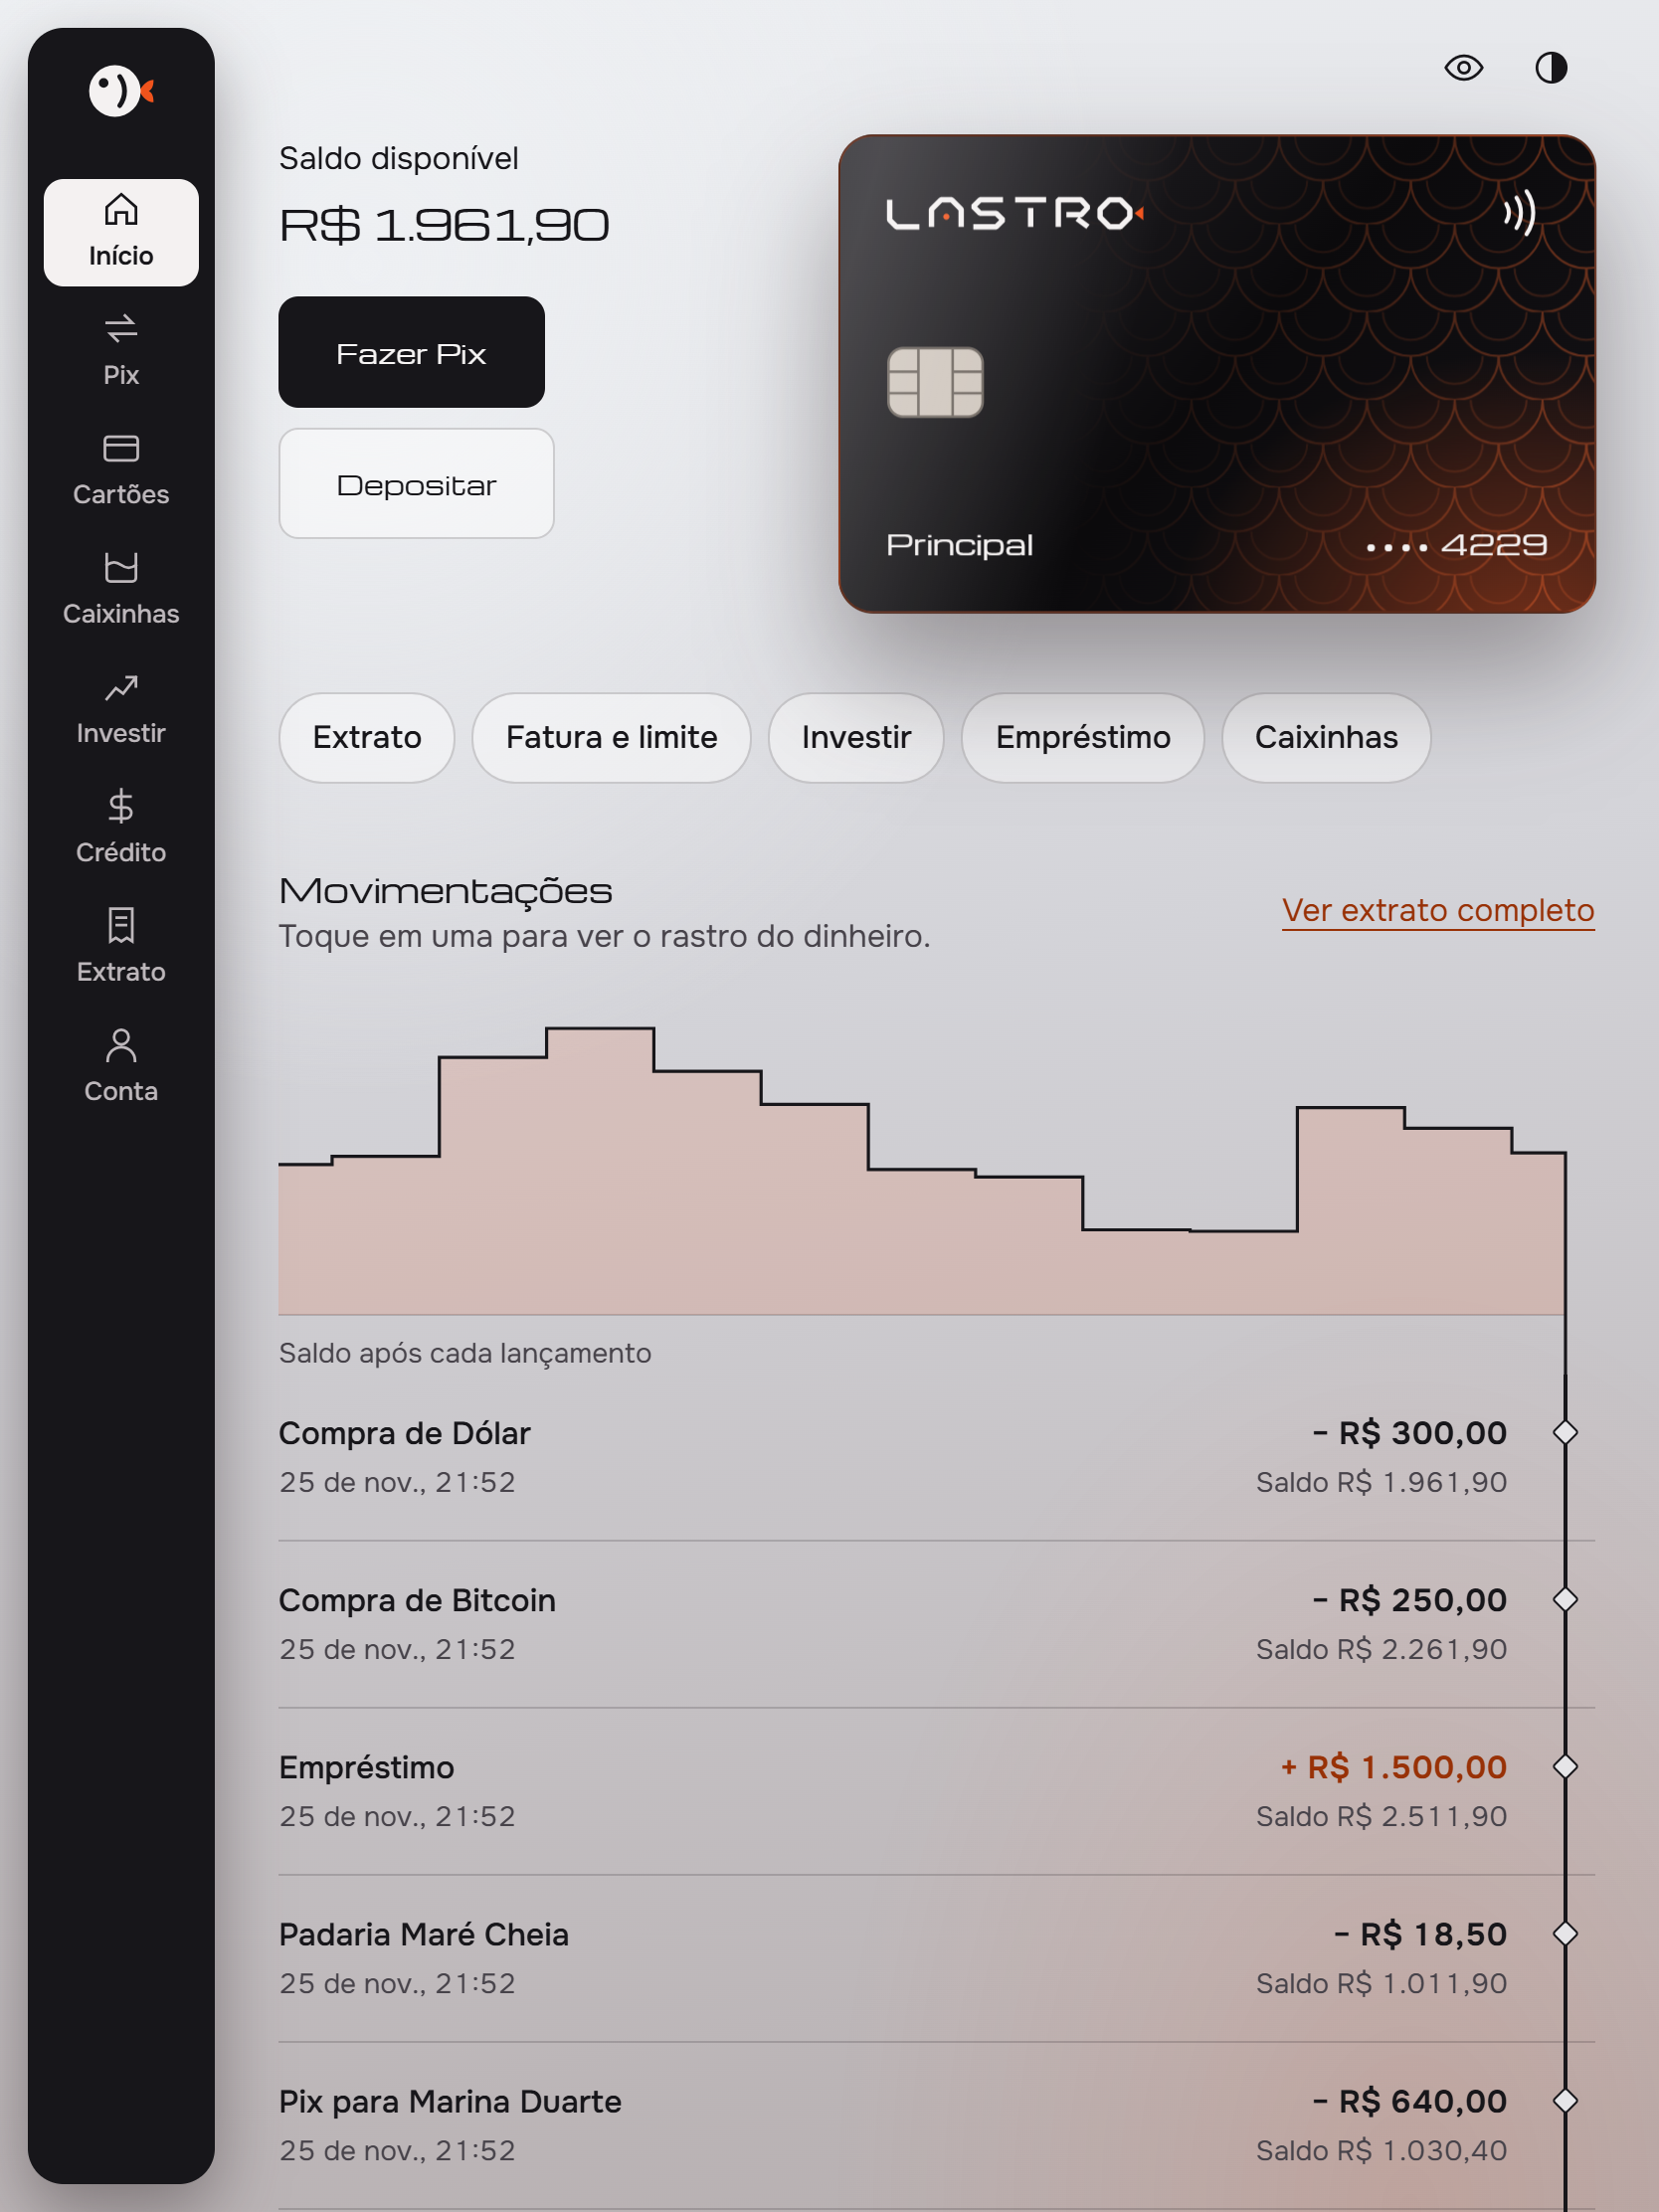 Início
Pix
Cartões
Caixinhas
Investir
Crédito
Extrato
Conta
Saldo disponível
R$ 1.961,90
Fazer Pix
Depositar
LASTRO
Principal
•••• 4229
Extrato
Fatura e limite
Investir
Empréstimo
Caixinhas
Movimentações
Toque em uma para ver o rastro do dinheiro.
Ver extrato completo
Saldo após cada lançamento
Compra de Dólar
− R$ 300,00
25 de nov., 21:52
Saldo R$ 1.961,90
Compra de Bitcoin
− R$ 250,00
25 de nov., 21:52
Saldo R$ 2.261,90
Empréstimo
+ R$ 1.500,00
25 de nov., 21:52
Saldo R$ 2.511,90
Padaria Maré Cheia
− R$ 18,50
25 de nov., 21:52
Saldo R$ 1.011,90
Pix para Marina Duarte
− R$ 640,00
25 de nov., 21:52
Saldo R$ 1.030,40